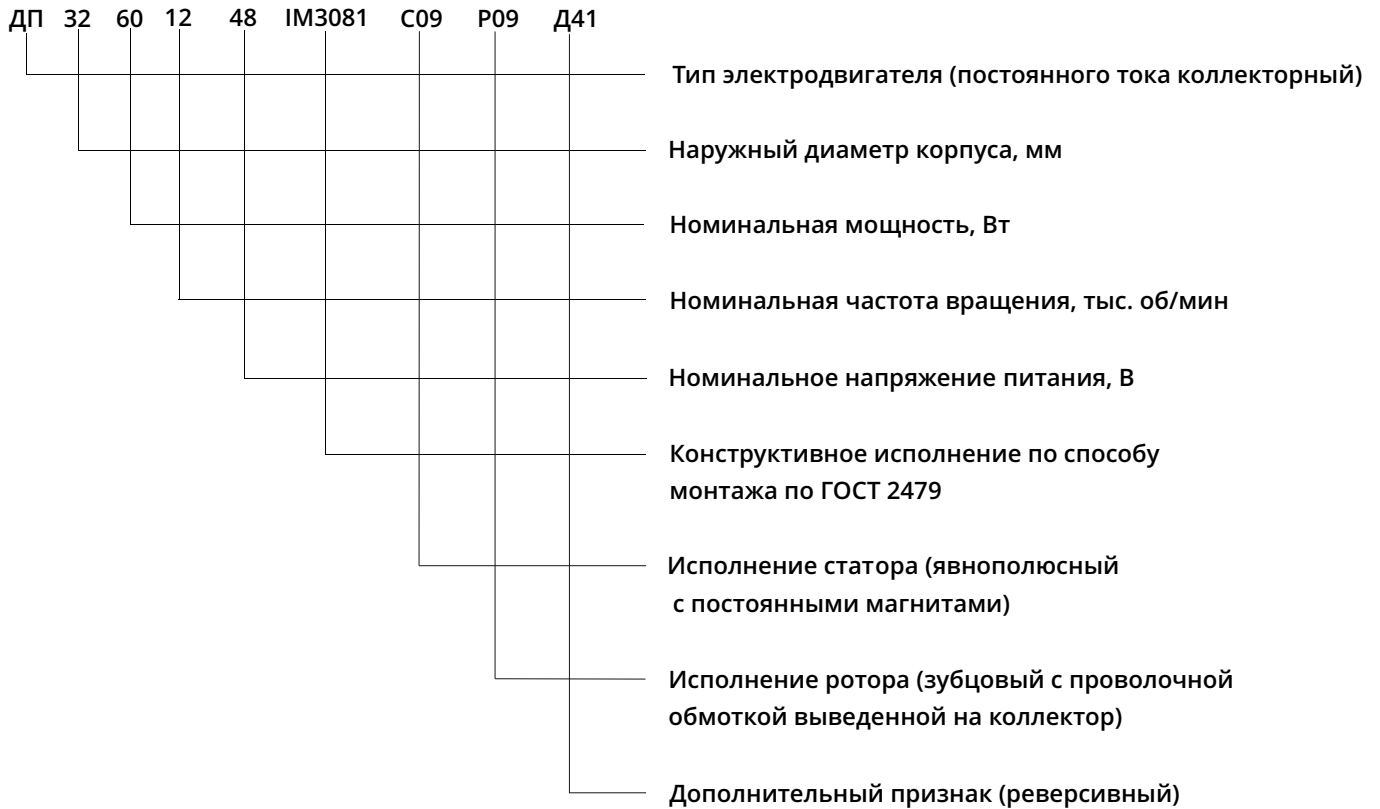 ДП 32 60 12 48 IM3081 С09 Р09 Д41
Тип электродвигателя (постоянного тока коллекторный)
Наружный диаметр корпуса, мм
Номинальная мощность, Вт
Номинальная частота вращения, тыс. об/мин
Номинальное напряжение питания, В
Конструктивное исполнение по способу
монтажа по ГОСТ 2479
Исполнение статора (явнополюсный
с постоянными магнитами)
Исполнение ротора (зубцовый с проволочной
обмоткой выведенной на коллектор)
Дополнительный признак (реверсивный)